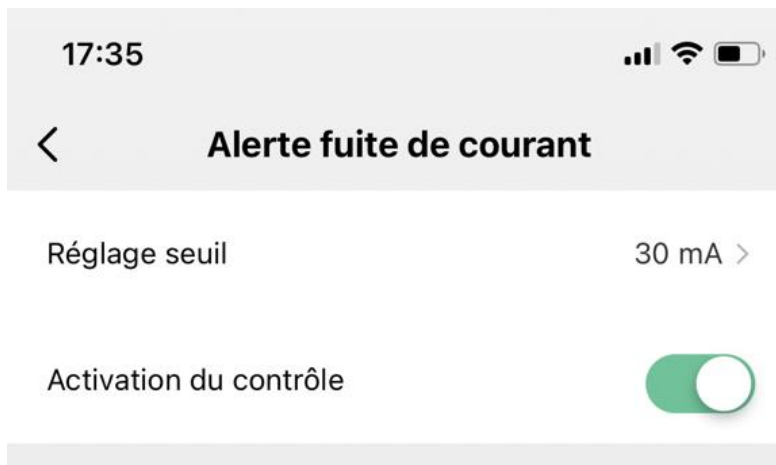 17:35
Alerte fuite de courant
Réglage seuil 30 mA
Activation du contrôle